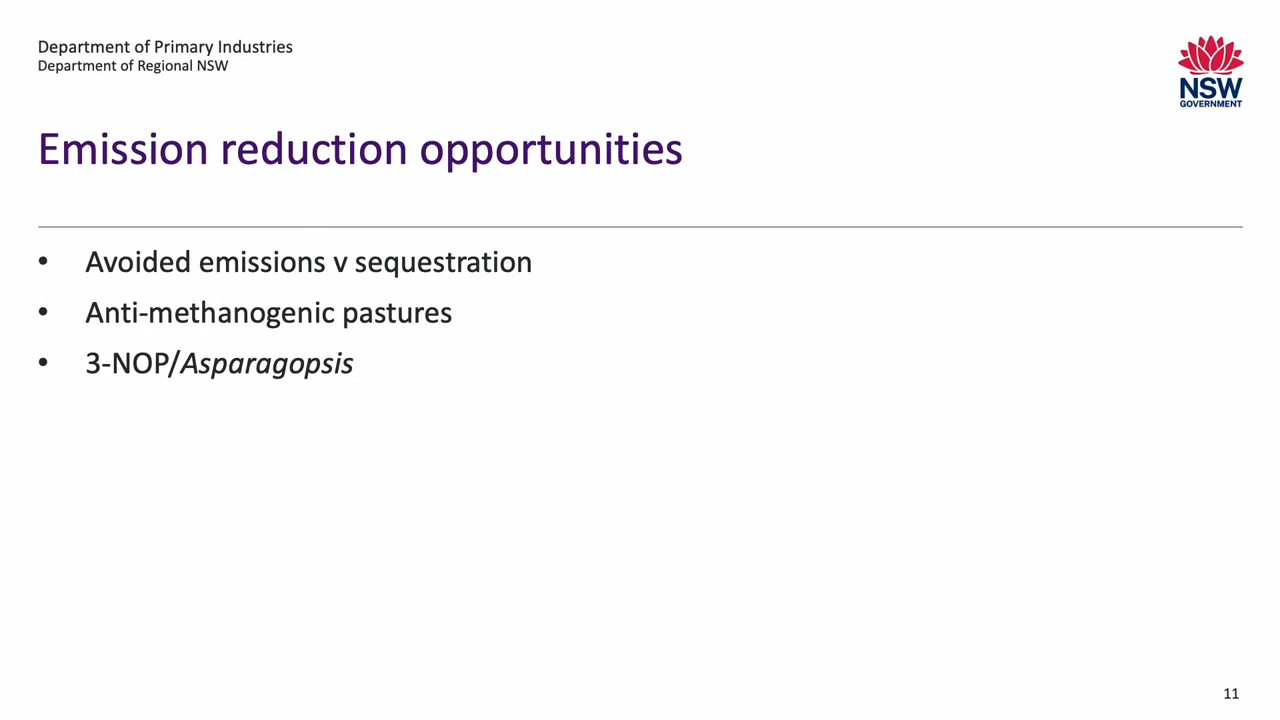 Department of Primary Industries
Department of Regional NSW
NSW
GOVERNMENT
Emission reduction opportunities
• Avoided emissions v sequestration
• Anti-methanogenic pastures
• 3-NOP/Asparagopsis
11